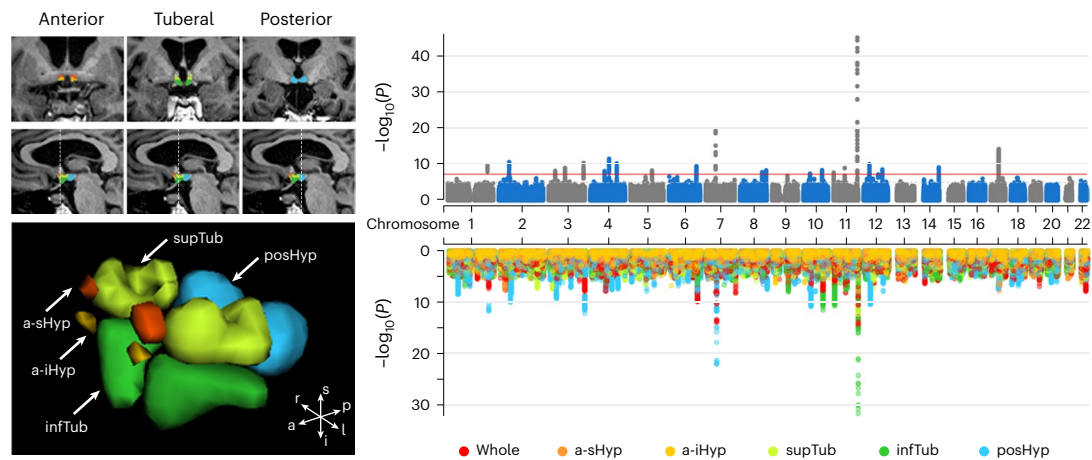 Anterior Tuberal Posterior
supTub
posHyp
a-sHyp
a-iHyp
infTub
s
r
p
a
l
i
−log10(P)
40
30
20
10
0
Chromosome 1 2 3 4 5 6 7 8 9 10 11 12 13 14 15 16 18 20 22
−log10(P)
0
10
20
30
Whole a-sHyp a-iHyp supTub infTub posHyp